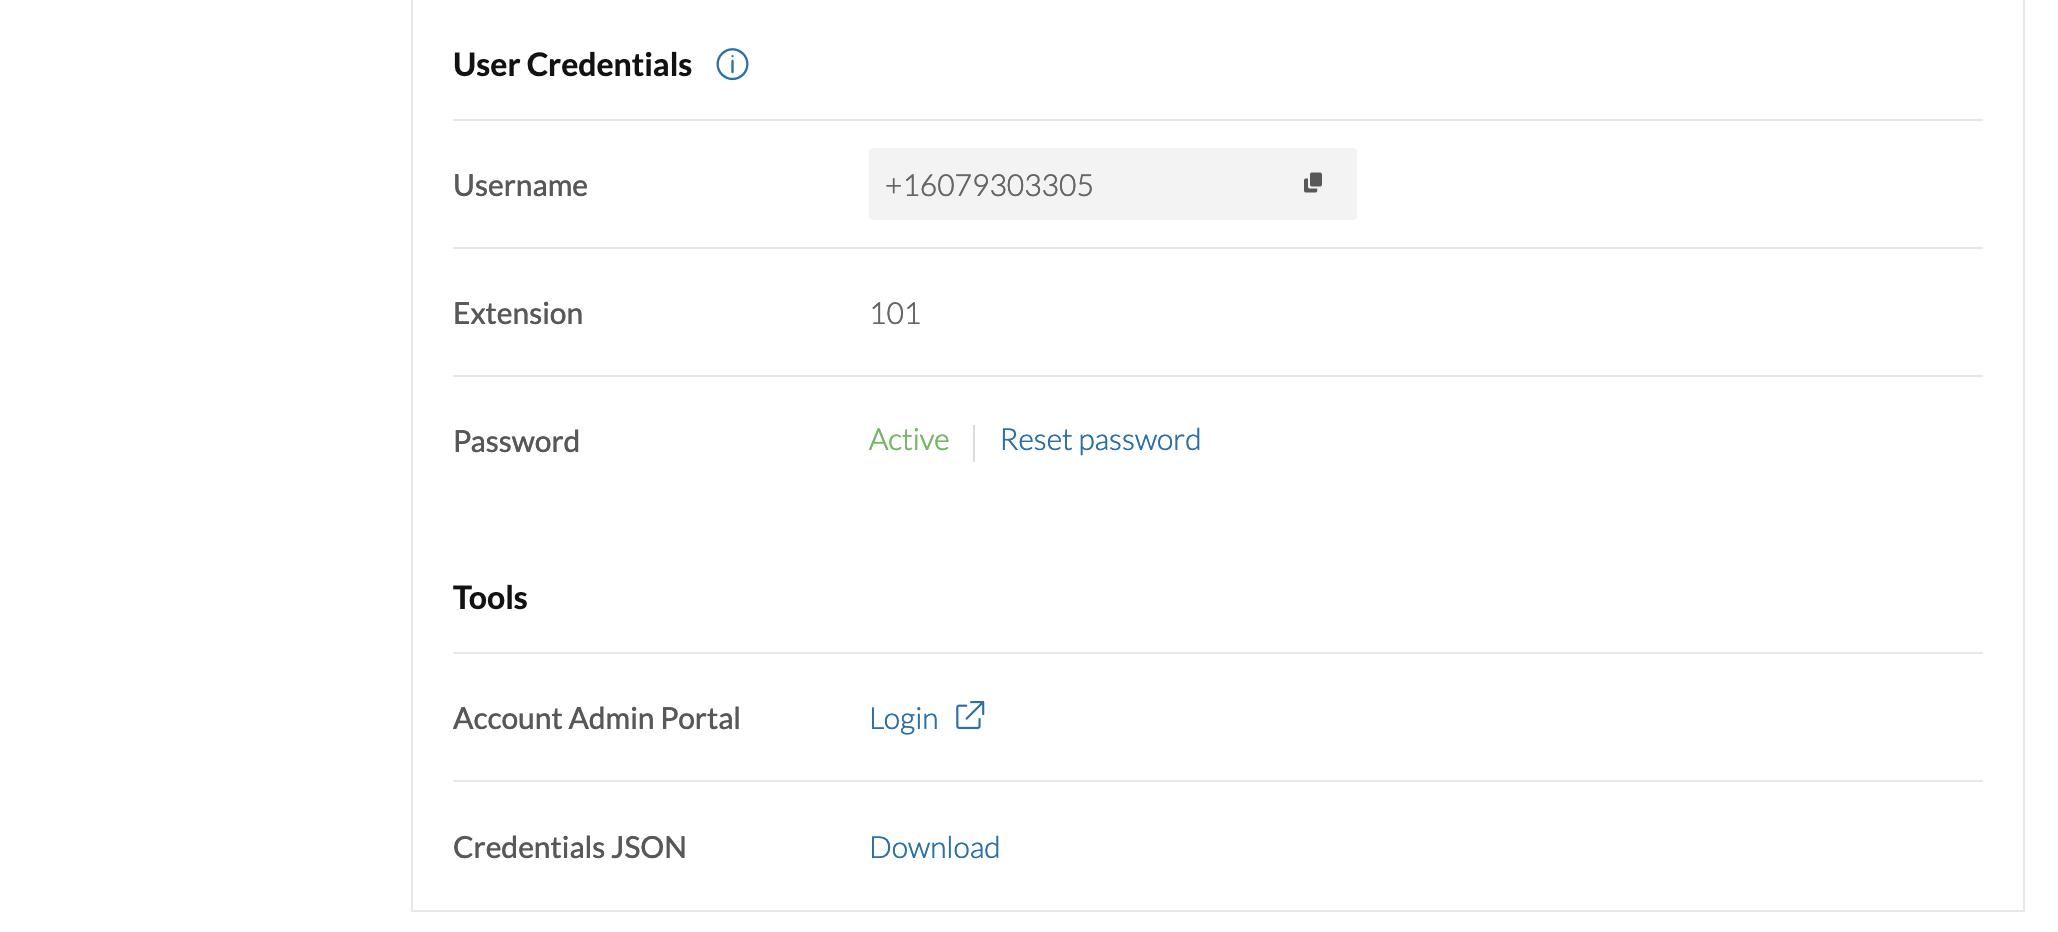 User Credentials
Username +16079303305
Extension 101
Password Active Reset password
Tools
Account Admin Portal Login
Credentials JSON Download